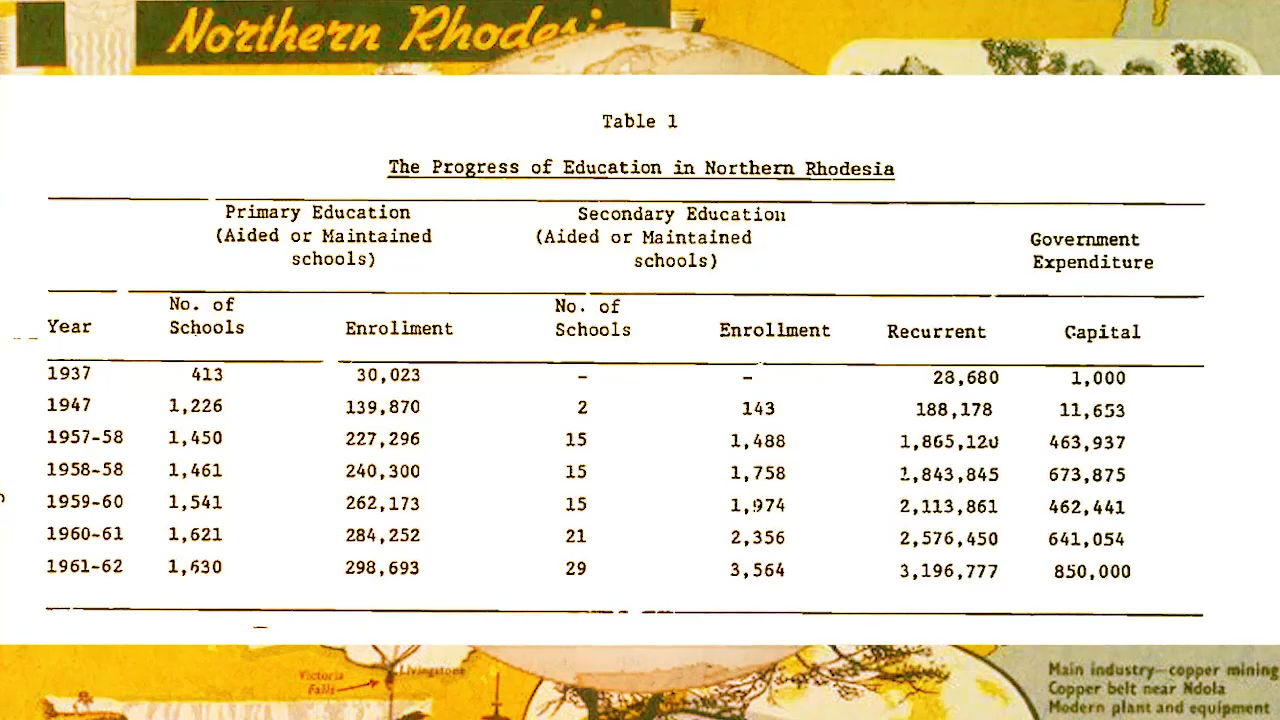 Northern Rhodesia
Table 1
The Progress of Education in Northern Rhodesia
Primary Education Secondary Education
(Aided or Maintained (Aided or Maintained Government
schools) schools) Expenditure
No. of No. of
Year Schools Enrollment Schools Enrollment Recurrent Capital
1937 413 30,023 – – 28,680 1,000
1947 1,226 139,870 2 143 188,178 11,653
1957-58 1,450 227,296 15 1,488 1,865,120 463,937
1958-58 1,461 240,300 15 1,758 1,843,845 673,875
1959-60 1,541 262,173 15 1,974 2,113,861 462,441
1960-61 1,621 284,252 21 2,356 2,576,450 641,054
1961-62 1,630 298,693 29 3,564 3,196,777 850,000
Victoria
Falls
Livingstone
Main industry—copper mining
Copper belt near Ndola
Modern plant and equipment